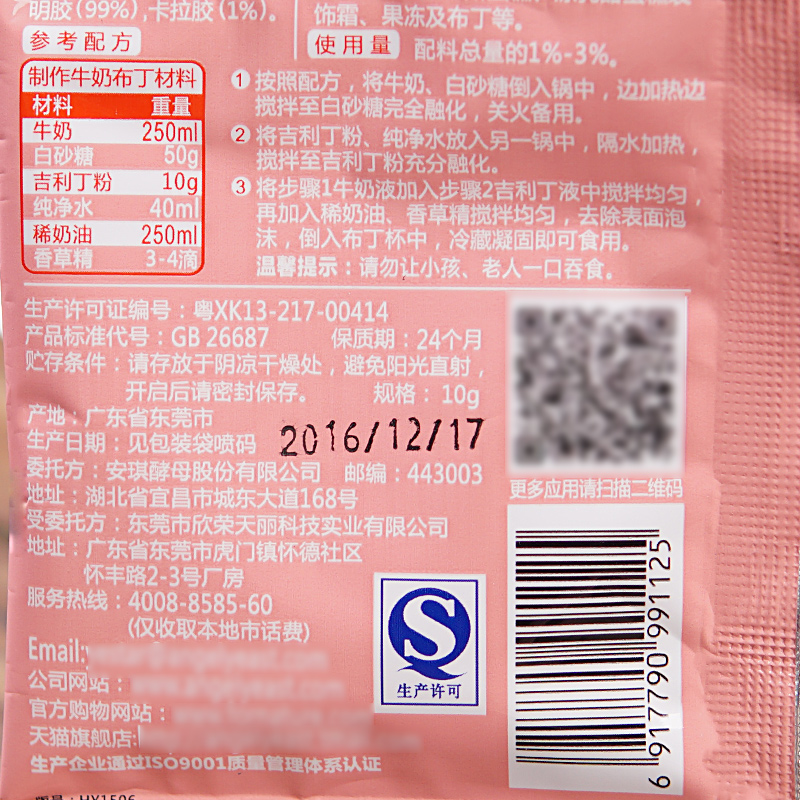 明胶(99%),卡拉胶(1%)。
饰霜、果冻及布丁等。
参考配方
使用量 配料总量的1%-3%。
制作牛奶布丁材料
材料 重量
牛奶 250ml
白砂糖 50g
吉利丁粉 10g
纯净水 40ml
稀奶油 250ml
香草精 3-4滴
1 按照配方，将牛奶、白砂糖倒入锅中，边加热边
搅拌至白砂糖完全融化，关火备用。
2 将吉利丁粉、纯净水放入另一锅中，隔水加热，
搅拌至吉利丁粉充分融化。
3 将步骤1牛奶液加入步骤2吉利丁液中搅拌均匀，
再加入稀奶油、香草精搅拌均匀，去除表面泡
沫，倒入布丁杯中，冷藏凝固即可食用。
温馨提示：请勿让小孩、老人一口吞食。
生产许可证编号：粤XK13-217-00414
产品标准代号：GB 26687 保质期：24个月
贮存条件：请存放于阴凉干燥处，避免阳光直射，
开启后请密封保存。 规格：10g
产地：广东省东莞市
生产日期：见包装袋喷码 2016/12/17
委托方：安琪酵母股份有限公司 邮编：443003
地址：湖北省宜昌市城东大道168号
受委托方：东莞市欣荣天丽科技实业有限公司
地址：广东省东莞市虎门镇怀德社区
怀丰路2-3号厂房
服务热线：4008-8585-60
(仅收取本地市话费)
Email:
公司网站：
官方购物网站：
天猫旗舰店:
生产企业通过ISO9001质量管理体系认证
版号：HY1506
更多应用请扫描二维码
生产许可
6 917790 991125